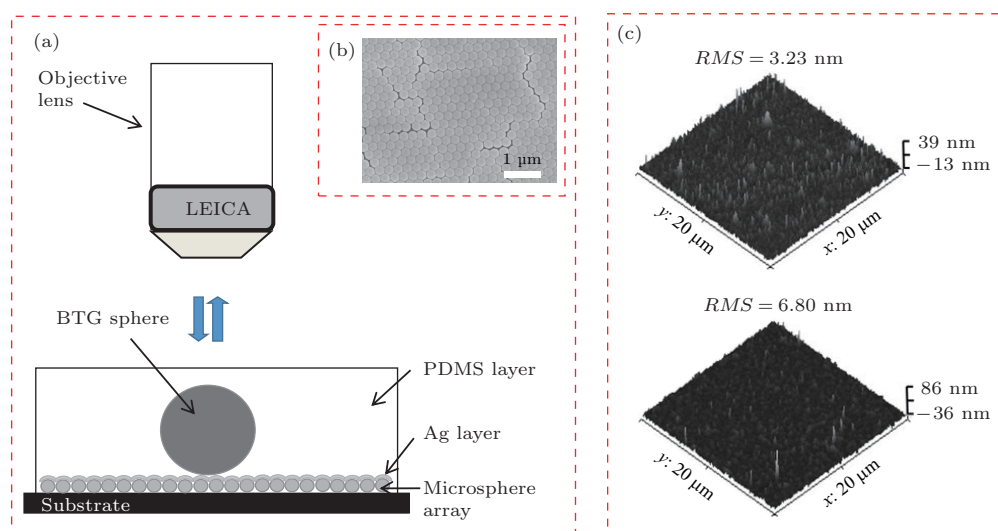 (a)
Objective
lens
LEICA
BTG sphere
PDMS layer
Ag layer
Microsphere
array
Substrate
(b)
1 μm
(c)
RMS = 3.23 nm
39 nm
−13 nm
y: 20 μm
x: 20 μm
RMS = 6.80 nm
86 nm
−36 nm
y: 20 μm
x: 20 μm